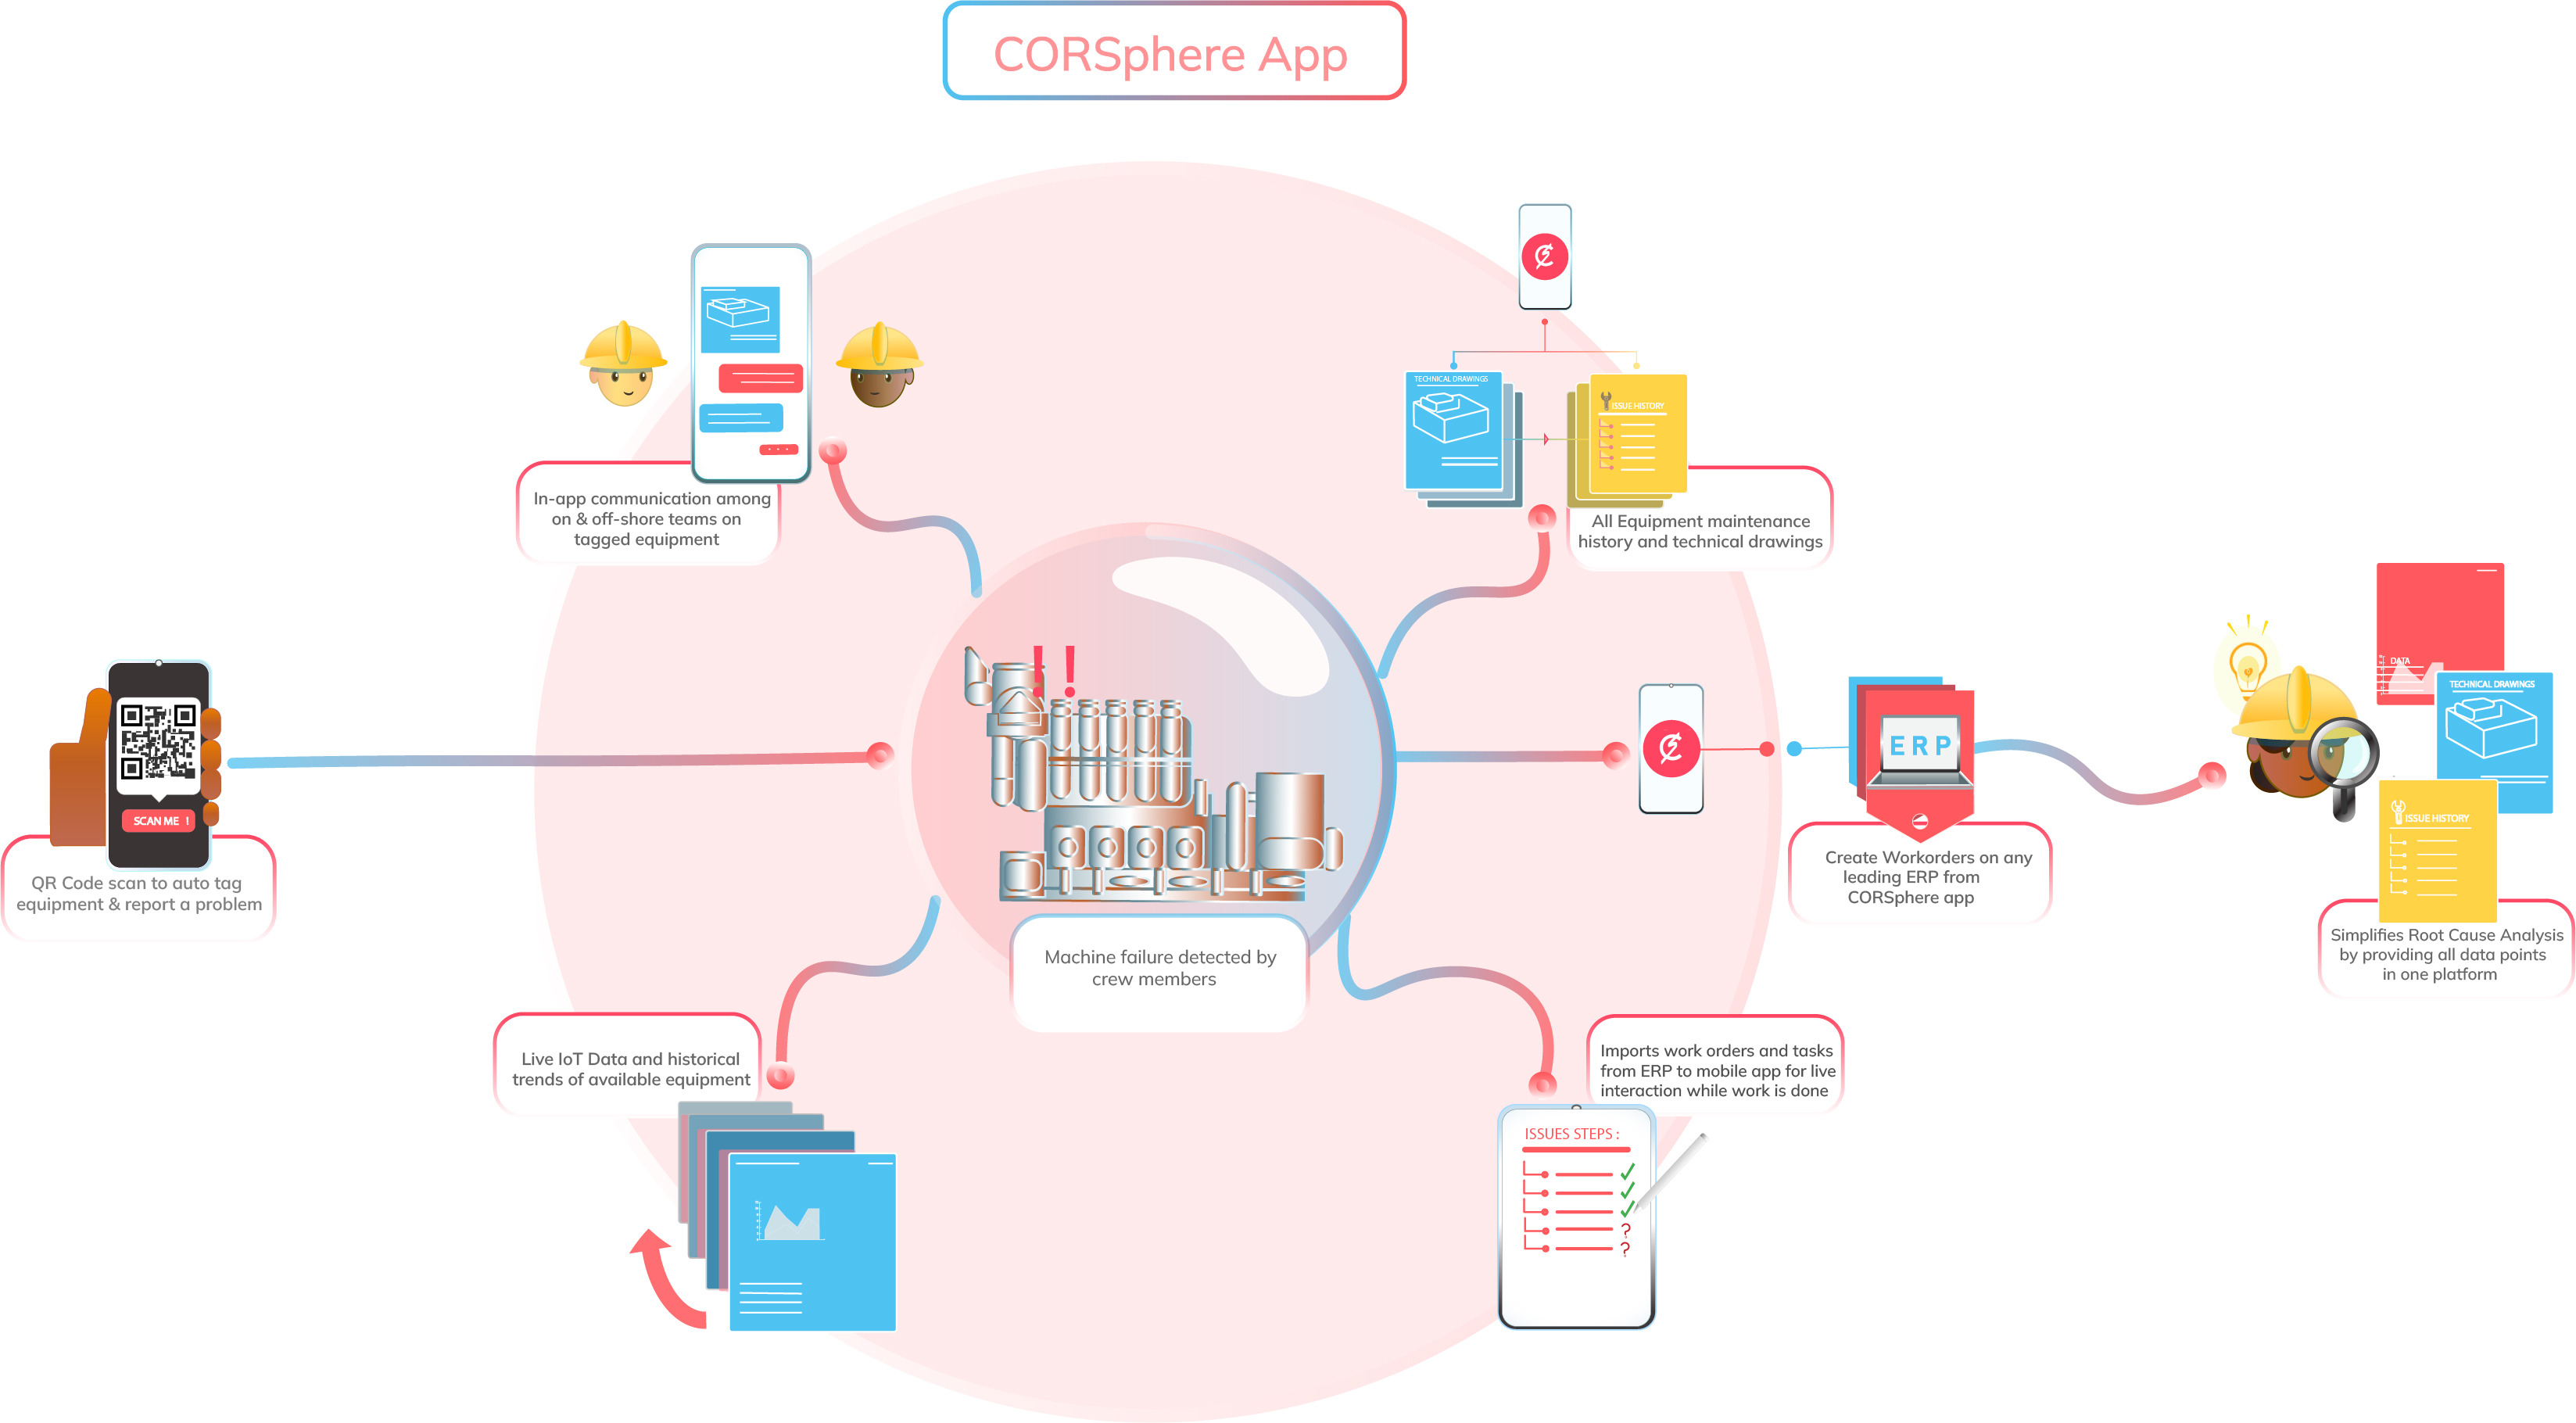 CORSphere App
In-app communication among
on & off-shore teams on
tagged equipment
TECHNICAL DRAWINGS
ISSUE HISTORY
All Equipment maintenance
history and technical drawings
SCAN ME !
QR Code scan to auto tag
equipment & report a problem
! !
Machine failure detected by
crew members
ERP
Create Workorders on any
leading ERP from
CORSphere app
DATA
TECHNICAL DRAWINGS
ISSUE HISTORY
Simplifies Root Cause Analysis
by providing all data points
in one platform
Live IoT Data and historical
trends of available equipment
Imports work orders and tasks
from ERP to mobile app for live
interaction while work is done
ISSUES STEPS :
?
?